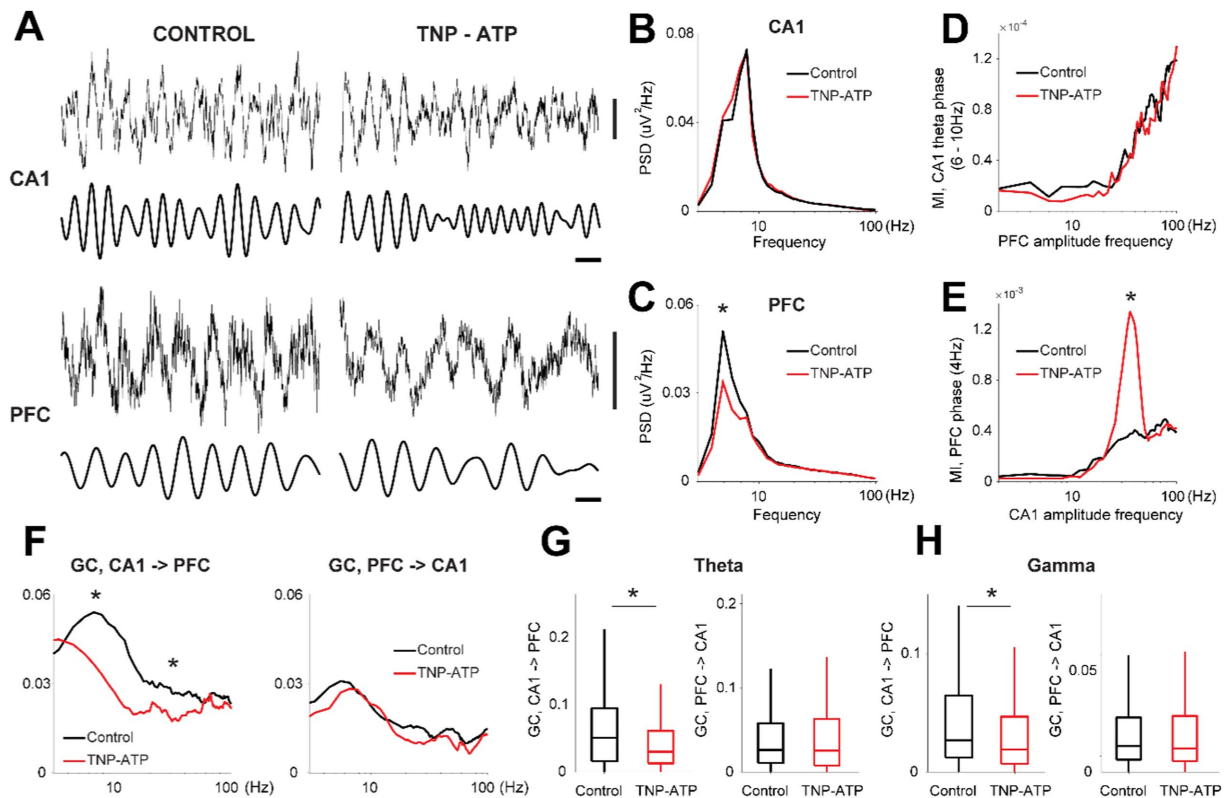 A
CONTROL
TNP - ATP
CA1
PFC
B
CA1
0.08
0.04
0
PSD (uV²/Hz)
Control
TNP-ATP
10
100 (Hz)
Frequency
C
PFC
*
0.06
0.03
0
PSD (uV²/Hz)
Control
TNP-ATP
10
100 (Hz)
Fequency
D
×10⁻⁴
1.2
0.8
0.4
0
MI, CA1 theta phase
(6 - 10Hz)
Control
TNP-ATP
10
100 (Hz)
PFC amplitude frequency
E
×10⁻³
*
1.2
0.8
0.4
0
MI, PFC phase (4Hz)
Control
TNP-ATP
10
100 (Hz)
CA1 amplitude frequency
F
GC, CA1 -> PFC
0.06
0.03
0
*
*
Control
TNP-ATP
10
100 (Hz)
GC, PFC -> CA1
0.06
0.03
0
Control
TNP-ATP
10
100 (Hz)
G
Theta
GC, CA1 -> PFC
0.2
0.1
0
*
Control TNP-ATP
GC, PFC -> CA1
0.2
0.1
0
Control TNP-ATP
H
Gamma
GC, CA1 -> PFC
0.1
0
*
Control TNP-ATP
GC, PFC -> CA1
0.05
0
Control TNP-ATP